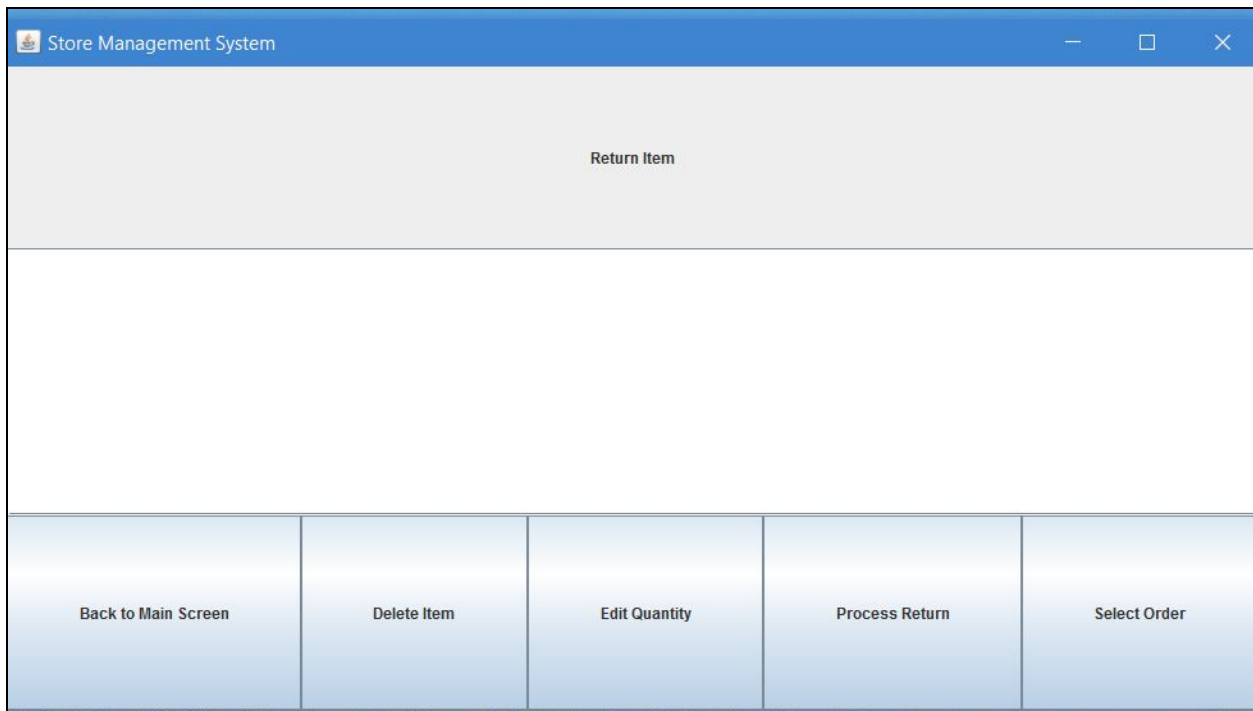 Store Management System
Return Item
Back to Main Screen
Delete Item
Edit Quantity
Process Return
Select Order